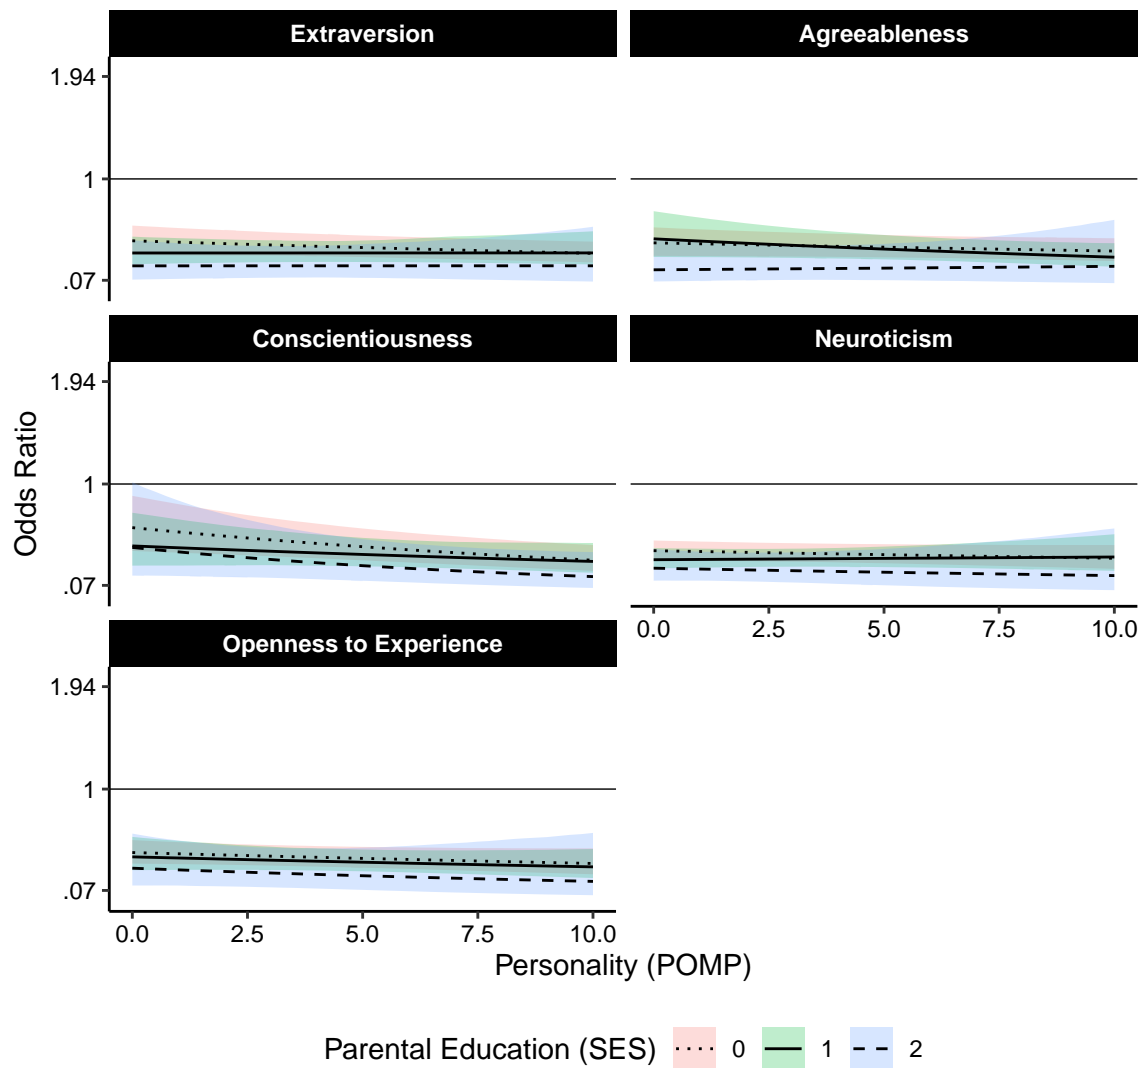 Extraversion
Agreeableness
1.94
1
.07
Conscientiousness
Neuroticism
1.94
1
.07
0.0 2.5 5.0 7.5 10.0
Openness to Experience
1.94
1
.07
0.0 2.5 5.0 7.5 10.0
Odds Ratio
Personality (POMP)
Parental Education (SES) 0 1 2